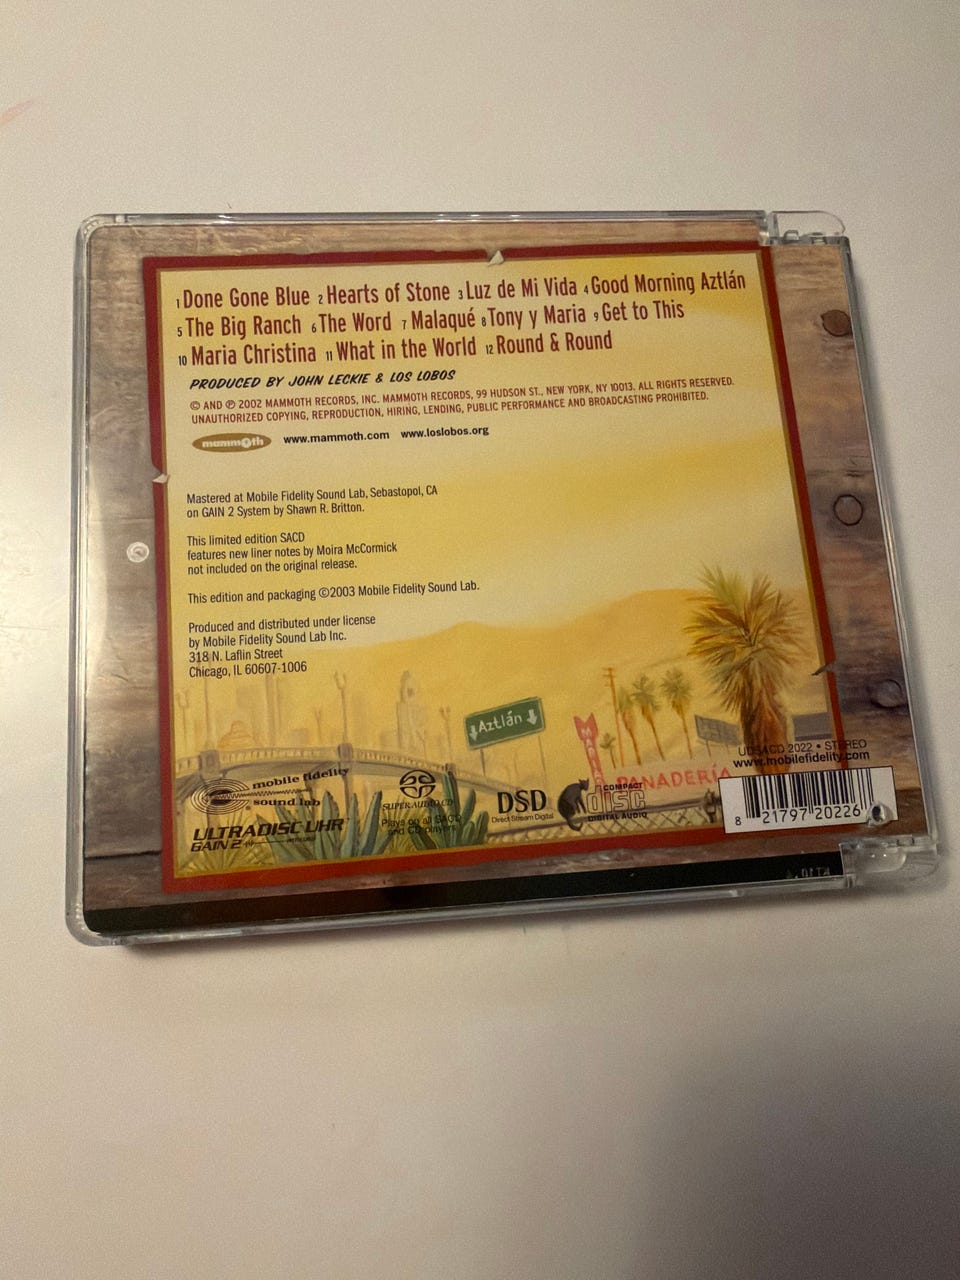 1 Done Gone Blue 2 Hearts of Stone 3 Luz de Mi Vida 4 Good Morning Aztlán
5 The Big Ranch 6 The Word 7 Malaqué 8 Tony y Maria 9 Get to This
10 Maria Christina 11 What in the World 12 Round & Round
PRODUCED BY JOHN LECKIE & LOS LOBOS
© AND ℗ 2002 MAMMOTH RECORDS, INC. MAMMOTH RECORDS, 99 HUDSON ST., NEW YORK, NY 10013. ALL RIGHTS RESERVED.
UNAUTHORIZED COPYING, REPRODUCTION, HIRING, LENDING, PUBLIC PERFORMANCE AND BROADCASTING PROHIBITED.
mammoth www.mammoth.com www.loslobos.org
Mastered at Mobile Fidelity Sound Lab, Sebastopol, CA
on GAIN 2 System by Shawn R. Britton.
This limited edition SACD
features new liner notes by Moira McCormick
not included on the original release.
This edition and packaging ©2003 Mobile Fidelity Sound Lab.
Produced and distributed under license
by Mobile Fidelity Sound Lab Inc.
318 N. Laflin Street
Chicago, IL 60607-1006
Aztlán
PANADERÍA
UDSACD 2022 • STEREO
www.mobilefidelity.com
mobile fidelity
sound lab
ULTRADISC UHR
GAIN 2
SUPER AUDIO CD
Plays on all SACD
and CD players
DSD
Direct Stream Digital
COMPACT
disc
DIGITAL AUDIO
8 21797 20226